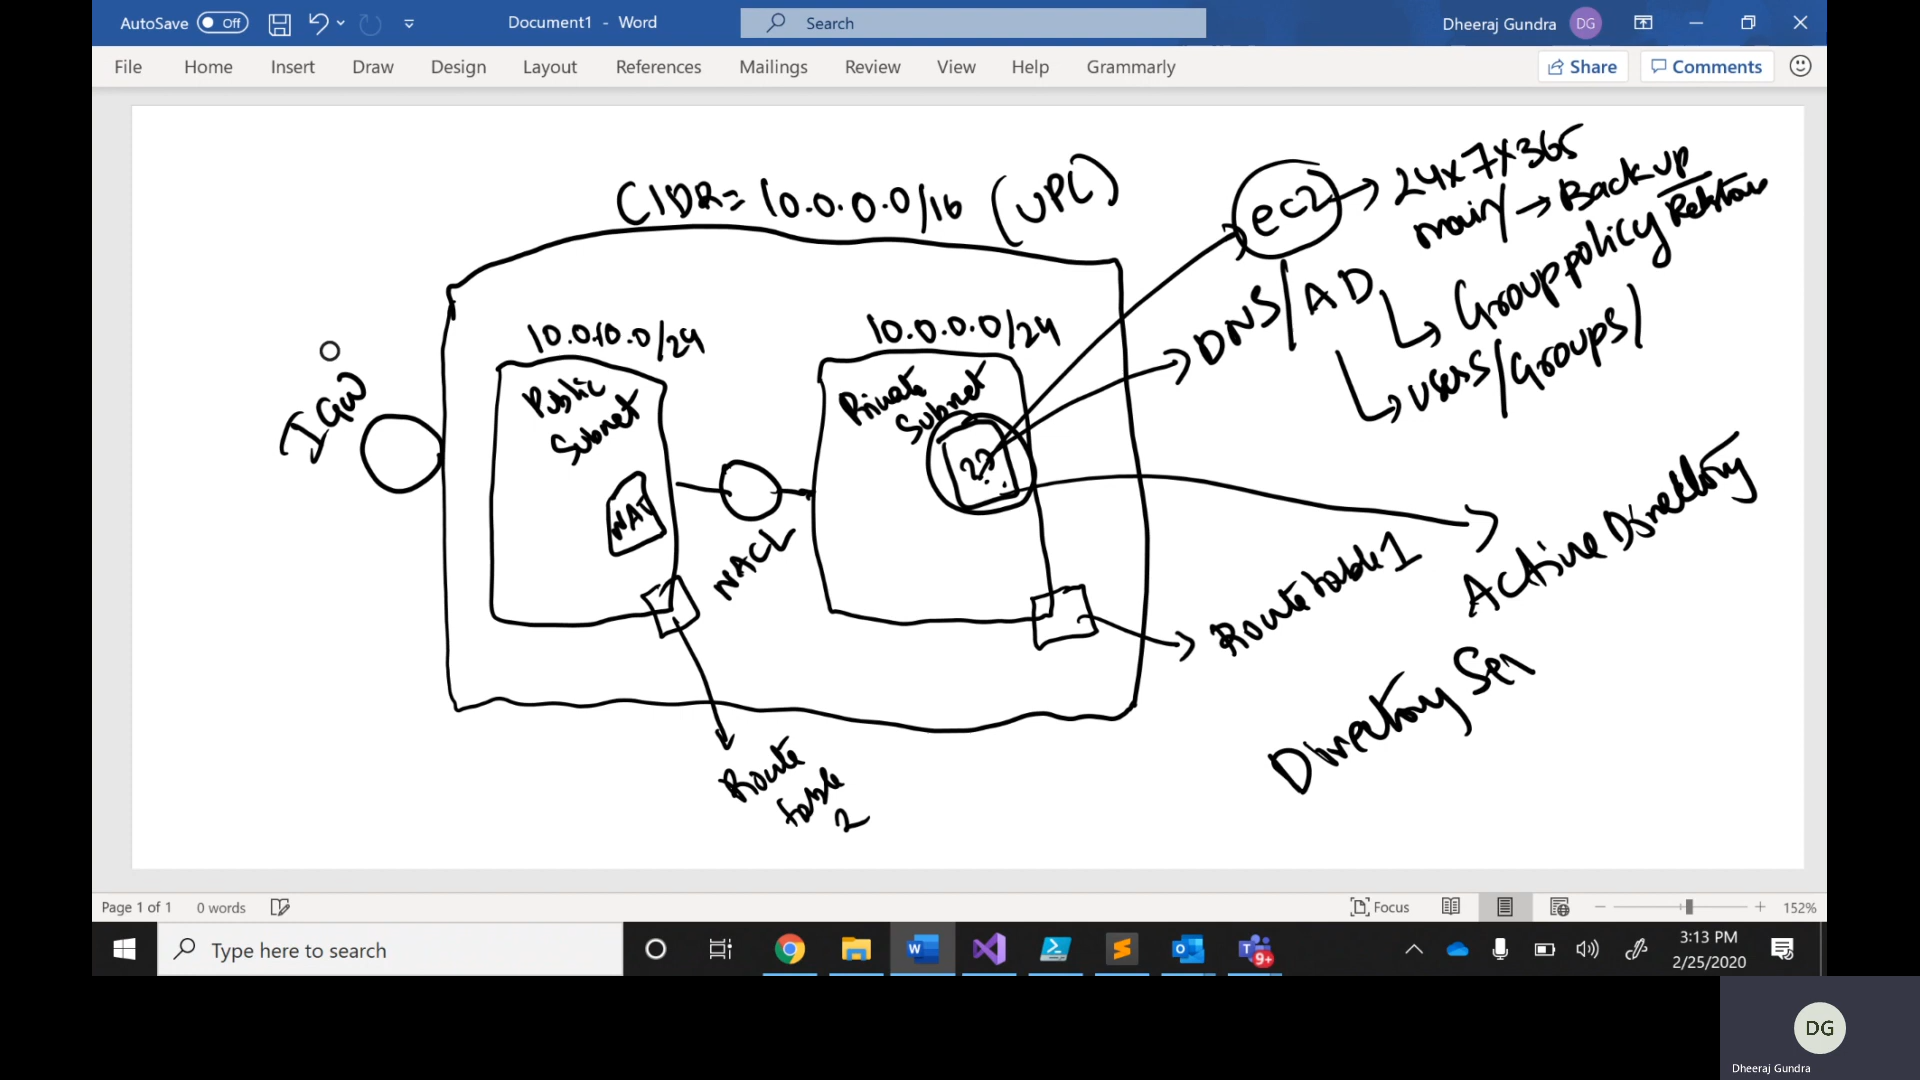 AutoSave Off Document1 - Word Search Dheeraj Gundra DG
File Home Insert Draw Design Layout References Mailings Review View Help Grammarly Share Comments
CIDR= 10.0.0.0/16 (VPC)
ec2
24x7x365
main/ → Backup
Restore
DNS/AD
Group policy
users/Groups/
10.0.10.0/24
Public
Subnet
NAT
10.0.0.0/24
Private
Subnet
??
IGW
NACL
Active Directory
Route table 1
Directory Ser
Route
table
2
Page 1 of 1 0 words Focus 152%
Type here to search
9+
3:13 PM
2/25/2020
DG
Dheeraj Gundra